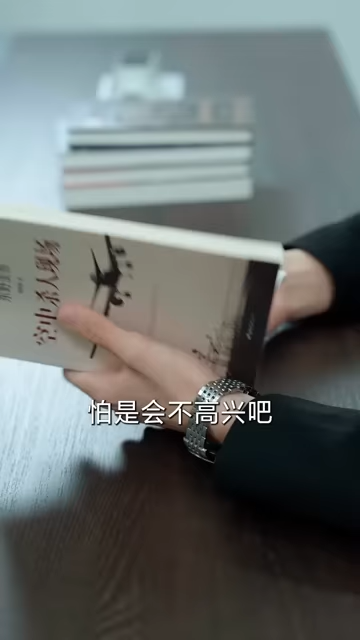 空中杀人现场
东野圭吾
怕是会不高兴吧